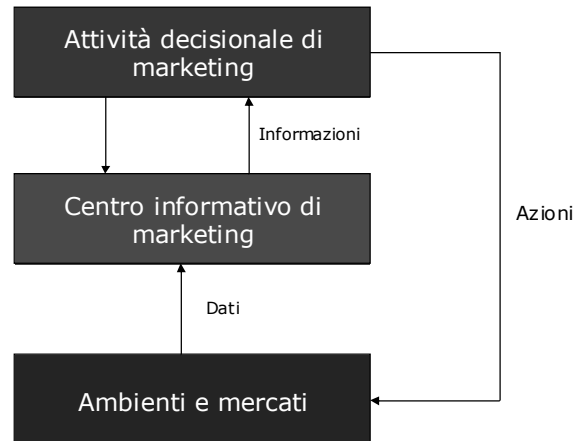 Attività decisionale di
marketing
Informazioni
Centro informativo di
marketing
Azioni
Dati
Ambienti e mercati